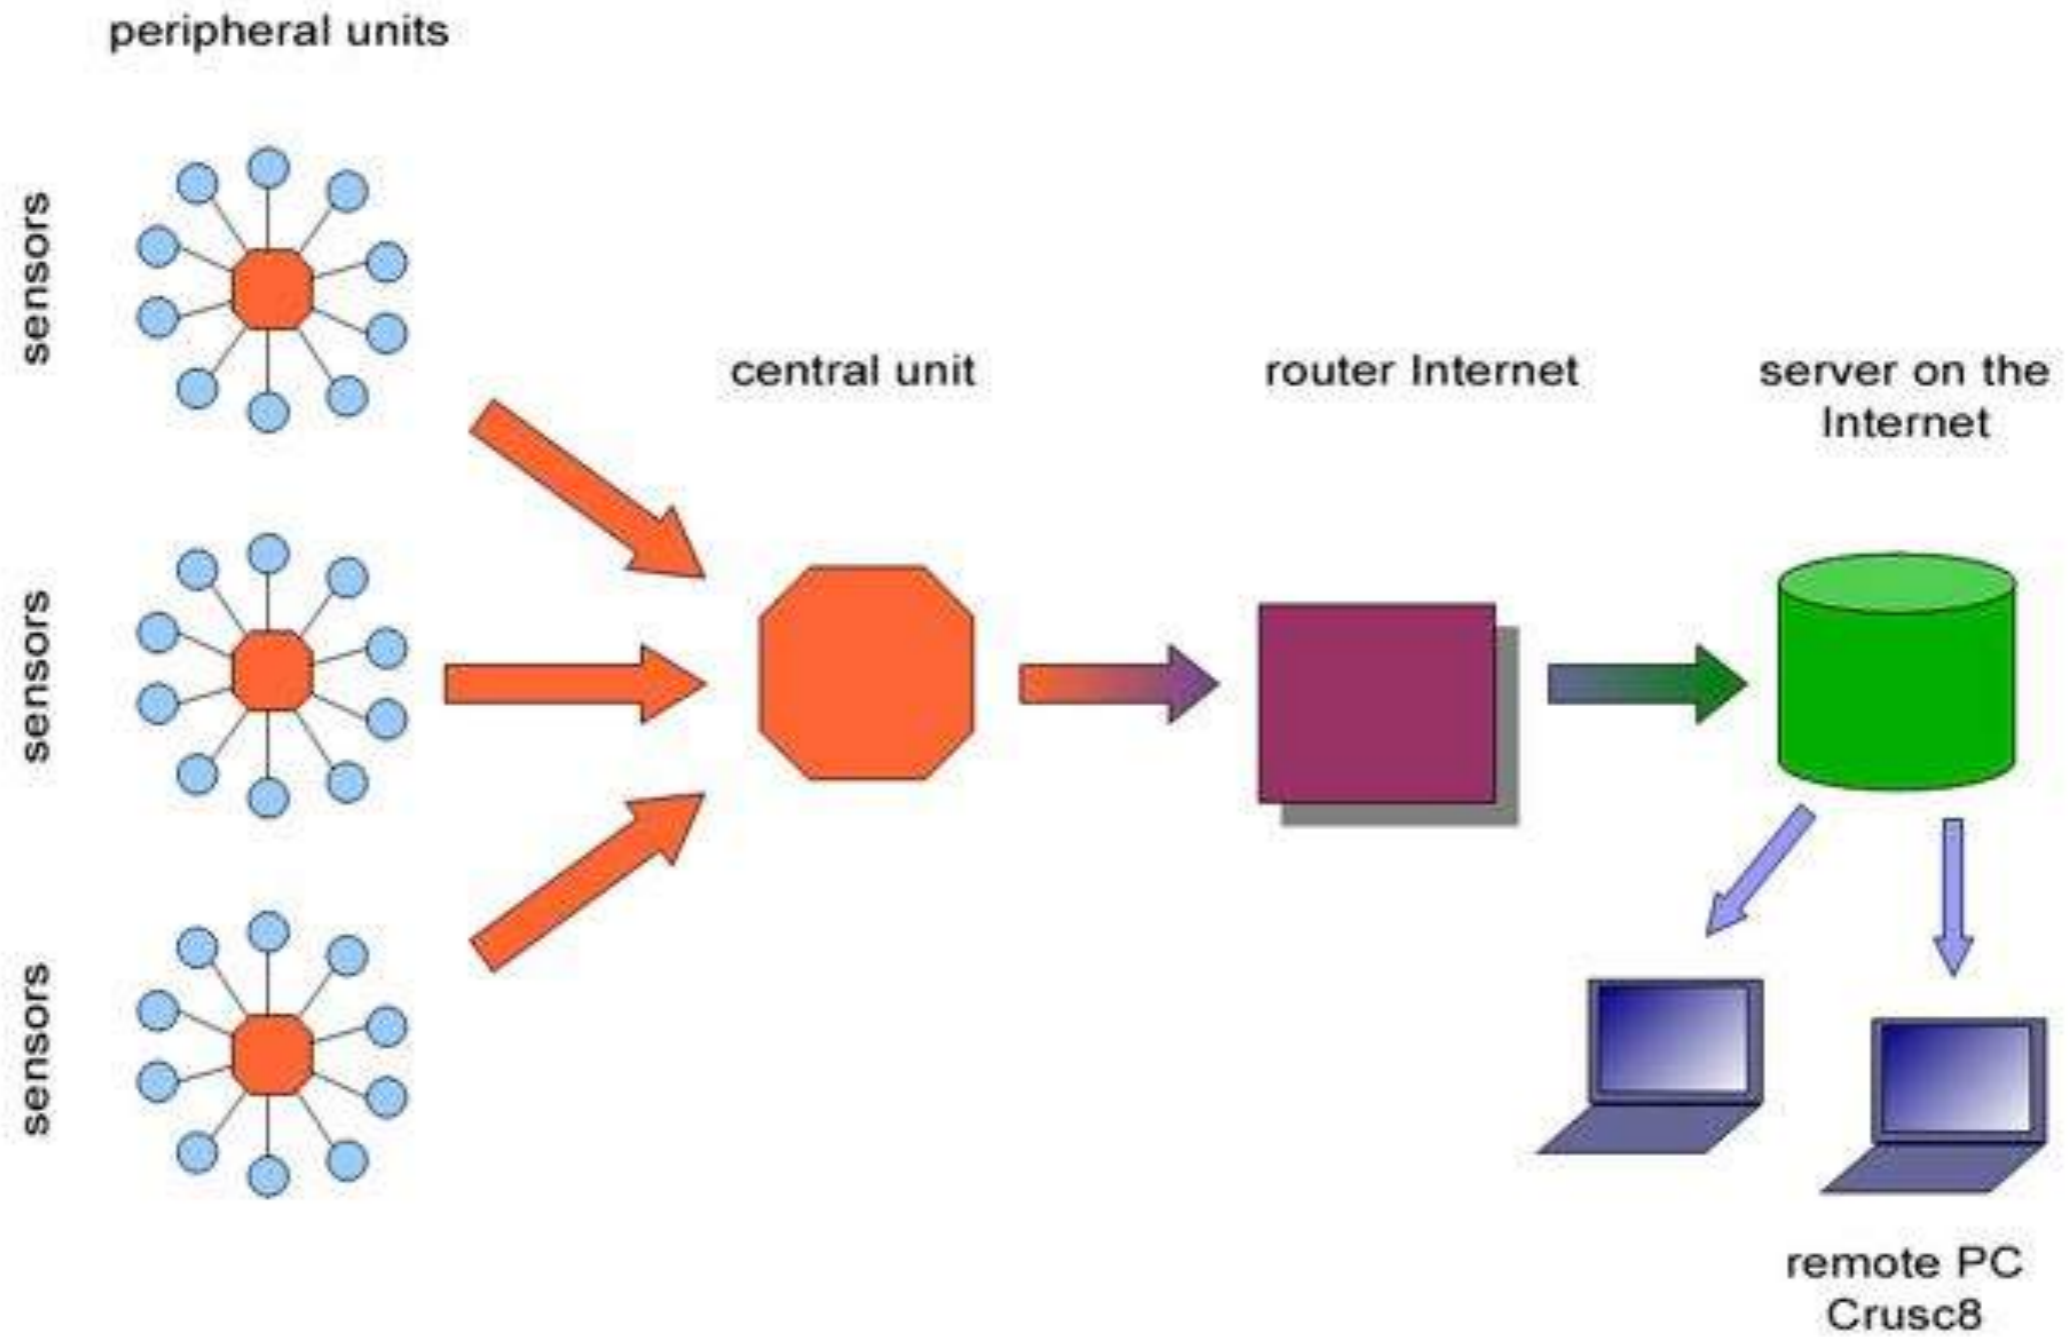 peripheral units
sensors
central unit
router Internet
server on the
Internet
sensors
sensors
remote PC
Crusc8